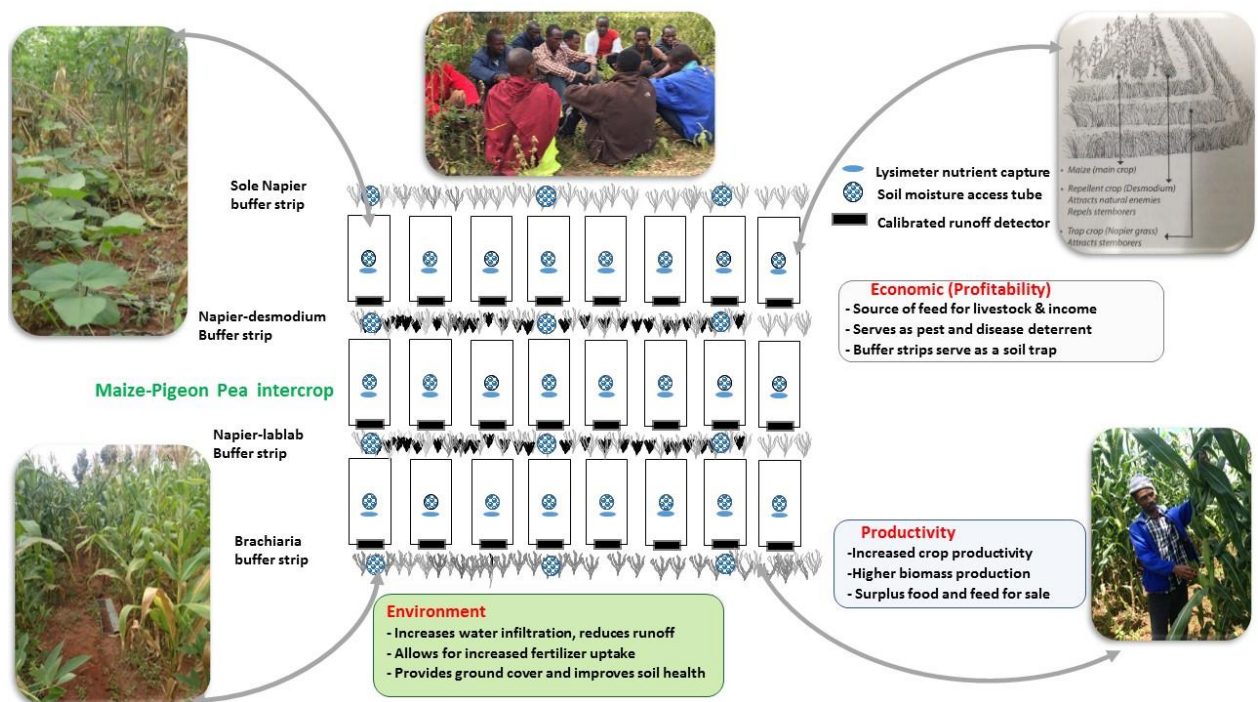 Maize (main crop)
Repellent crop (Desmodium)
Attracts natural enemies
Repels stemborers
Trap crop (Napier grass)
Attracts stemborers
Lysimeter nutrient capture
Soil moisture access tube
Calibrated runoff detector
Sole Napier
buffer strip
Economic (Profitability)
- Source of feed for livestock & income
- Serves as pest and disease deterrent
- Buffer strips serve as a soil trap
Napier-desmodium
Buffer strip
Maize-Pigeon Pea intercrop
Napier-lablab
Buffer strip
Productivity
-Increased crop productivity
-Higher biomass production
- Surplus food and feed for sale
Brachiaria
buffer strip
Environment
- Increases water infiltration, reduces runoff
- Allows for increased fertilizer uptake
- Provides ground cover and improves soil health